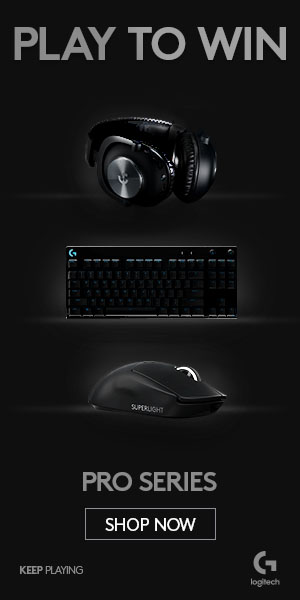 PLAY TO WIN
SUPERLIGHT
PRO SERIES
SHOP NOW
KEEP PLAYING
logitech